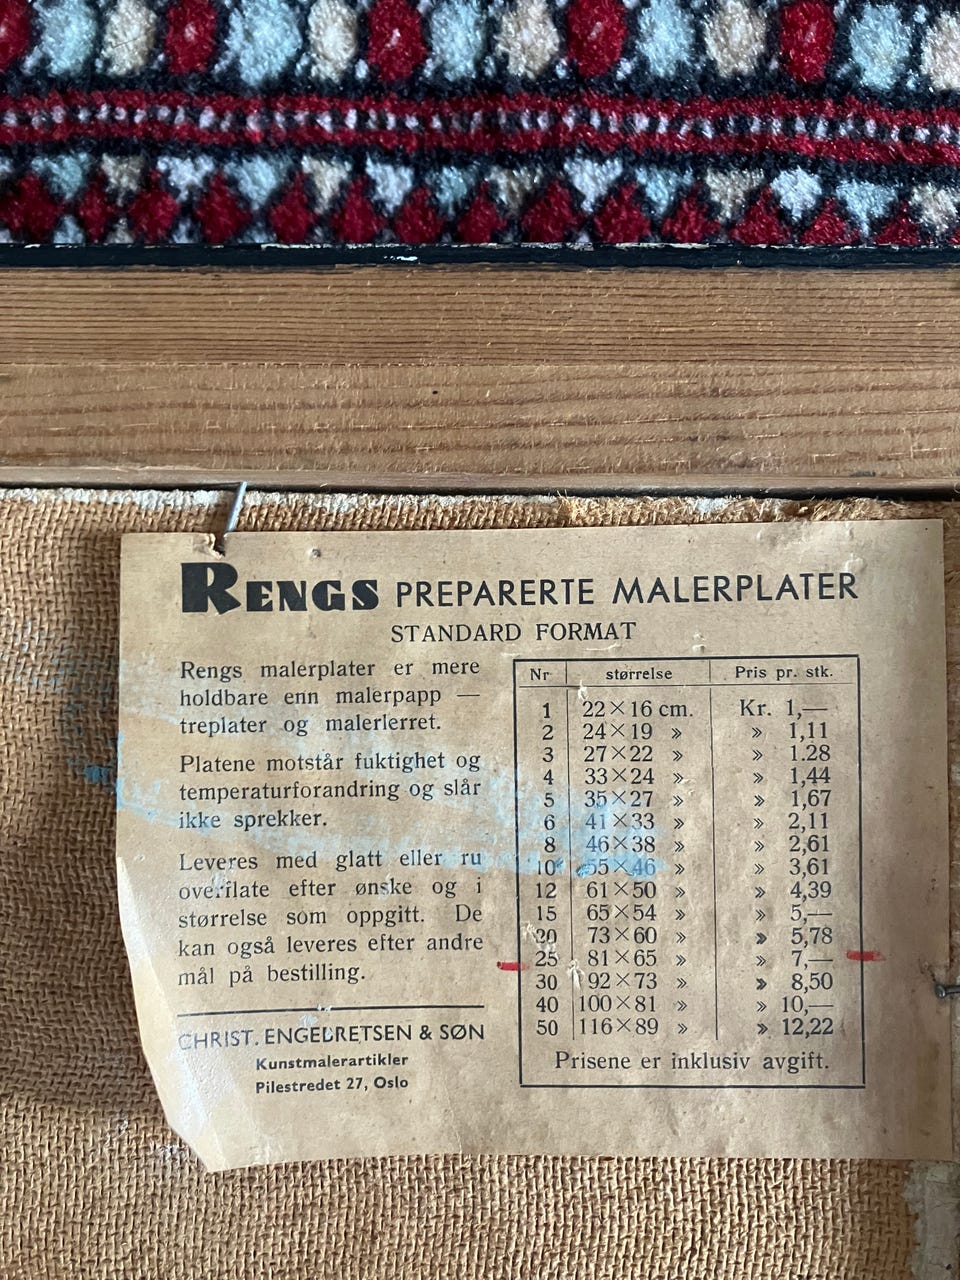 RENGS PREPARERTE MALERPLATER
STANDARD FORMAT
Rengs malerplater er mere
holdbare enn malerpapp —
treplater og malerlerret.
Platene motstår fuktighet og
temperaturforandring og slår
ikke sprekker.
Leveres med glatt eller ru
overflate efter ønske og i
størrelse som oppgitt. De
kan også leveres efter andre
mål på bestilling.
CHRIST. ENGEBRETSEN & SØN
Kunstmalerartikler
Pilestredet 27, Oslo
Nr størrelse Pris pr. stk.
1 22×16 cm. Kr. 1,—
2 24×19 » » 1,11
3 27×22 » » 1.28
4 33×24 » » 1,44
5 35×27 » » 1,67
6 41×33 » » 2,11
8 46×38 » » 2,61
10 55×46 » » 3,61
12 61×50 » » 4,39
15 65×54 » » 5,—
20 73×60 » » 5,78
25 81×65 » » 7,—
30 92×73 » » 8,50
40 100×81 » » 10,—
50 116×89 » » 12,22
Prisene er inklusiv avgift.